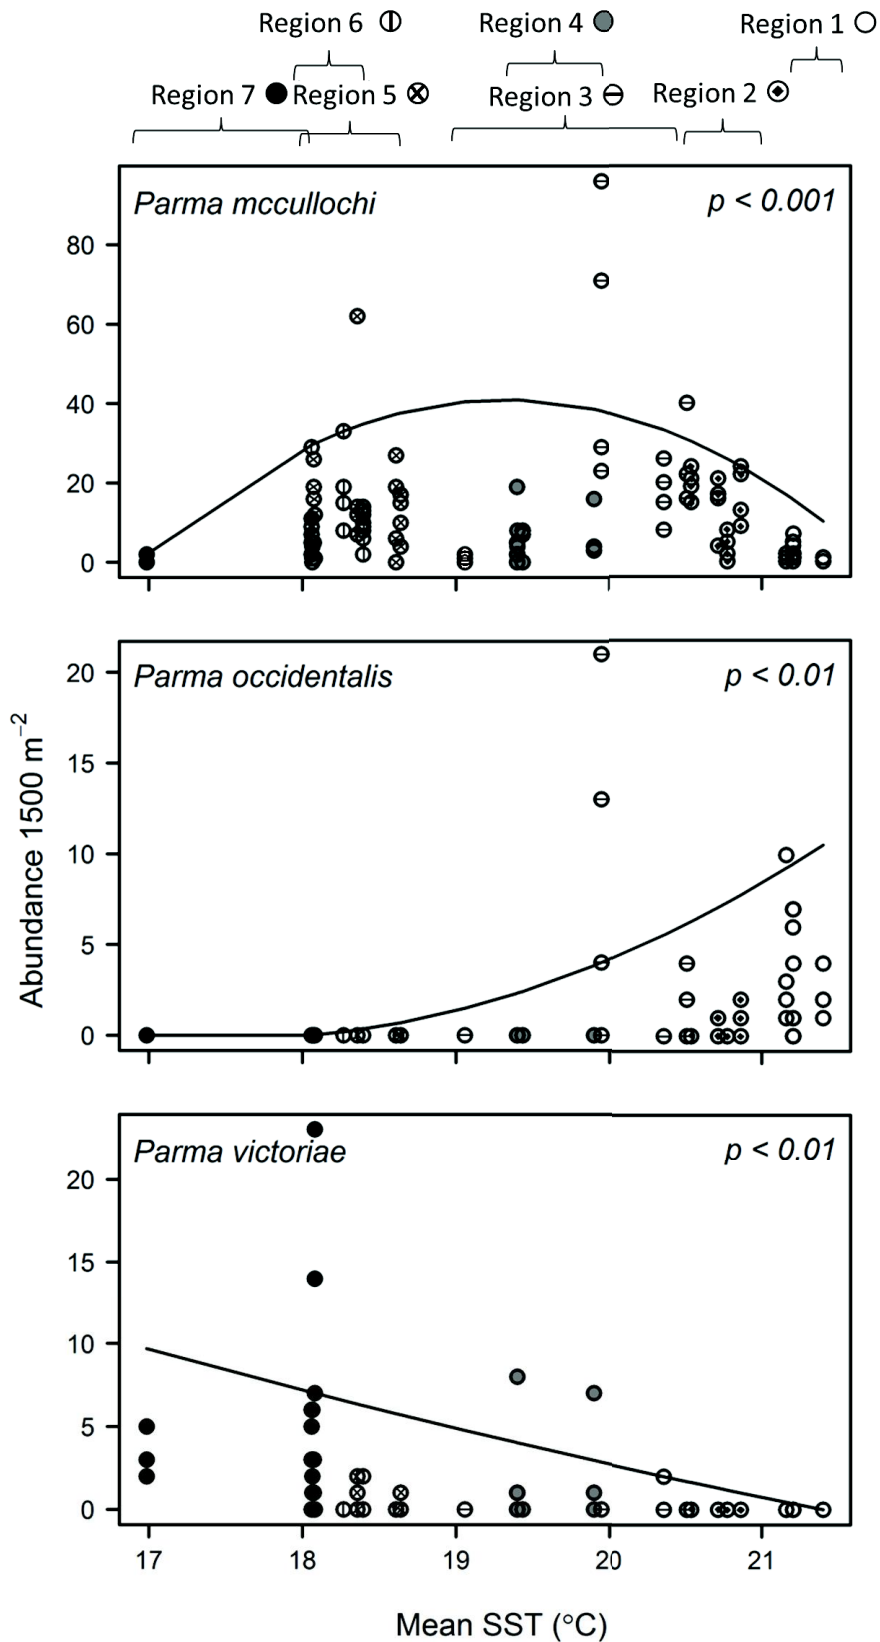 Region 6 Region 4 Region 1
Region 7 Region 5 Region 3 Region 2
Parma mccullochi p < 0.001
80
60
40
20
0
Parma occidentalis p < 0.01
20
15
10
5
0
Abundance 1500 m−2
Parma victoriae p < 0.01
20
15
10
5
0
17 18 19 20 21
Mean SST (°C)